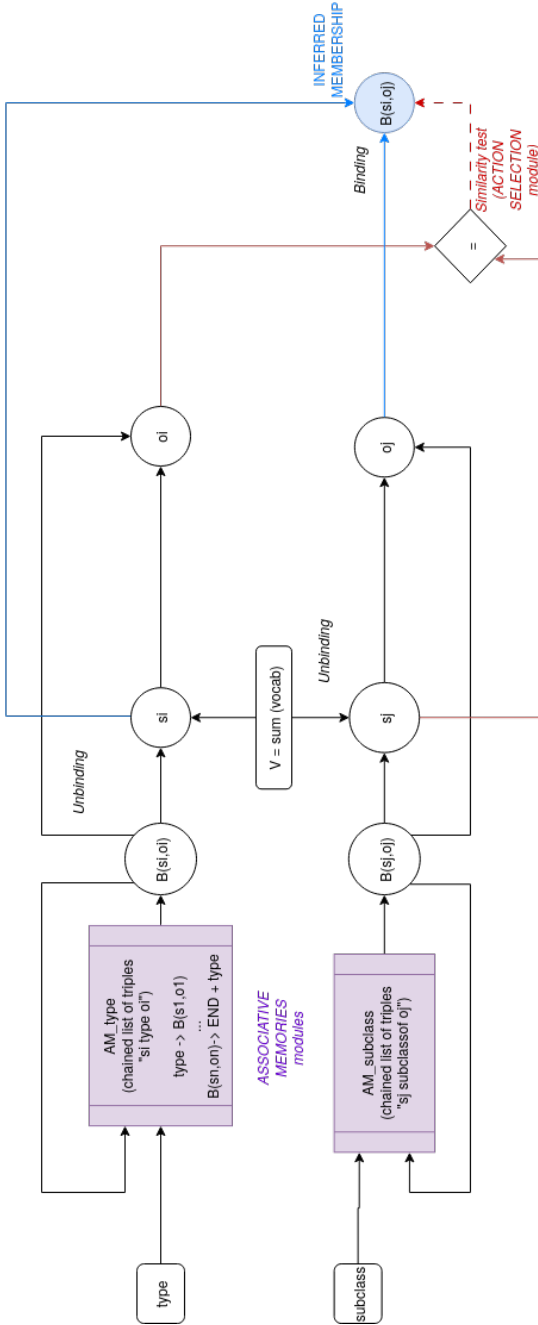 type
AM_type
(chained list of triples
"si type oi")
type -> B(s1,o1)
...
B(sn,on)-> END + type
ASSOCIATIVE
MEMORIES
modules
B(si,oi)
Unbinding
si
oi
V = sum (vocab)
subclass
AM_subclass
(chained list of triples
"sj subclassof oj")
B(sj,oj)
sj
Unbinding
oj
Binding
INFERRED
MEMBERSHIP
B(si,oj)
=
Similarity test
(ACTION
SELECTION
module)